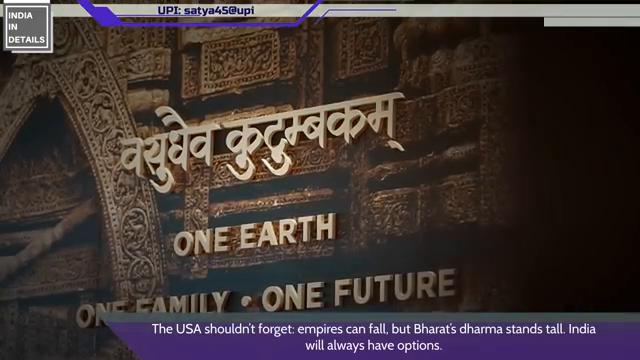 UPI: satya45@upi
INDIA
IN
DETAILS
वसुधैव कुटुम्बकम्
ONE EARTH
ONE FAMILY • ONE FUTURE
The USA shouldn't forget: empires can fall, but Bharat's dharma stands tall. India
will always have options.